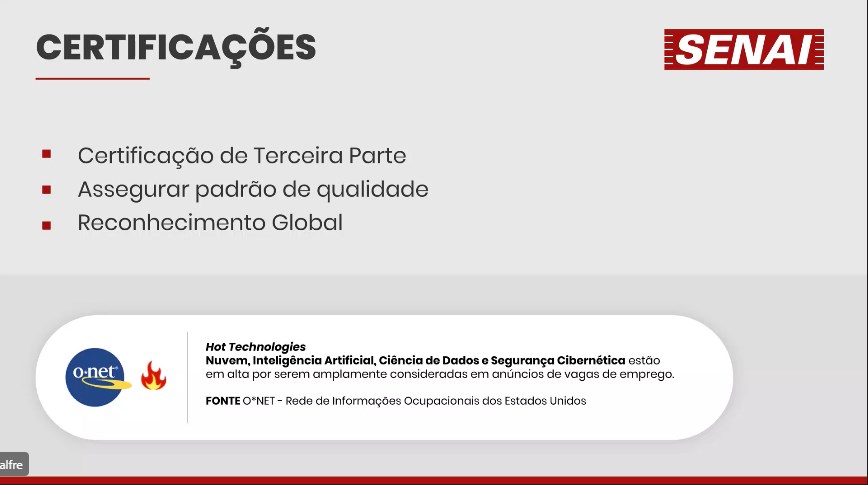 CERTIFICAÇÕES
SENAI
Certificação de Terceira Parte
Assegurar padrão de qualidade
Reconhecimento Global
o·net
Hot Technologies
Nuvem, Inteligência Artificial, Ciência de Dados e Segurança Cibernética estão
em alta por serem amplamente consideradas em anúncios de vagas de emprego.
FONTE O*NET - Rede de Informações Ocupacionais dos Estados Unidos
alfre